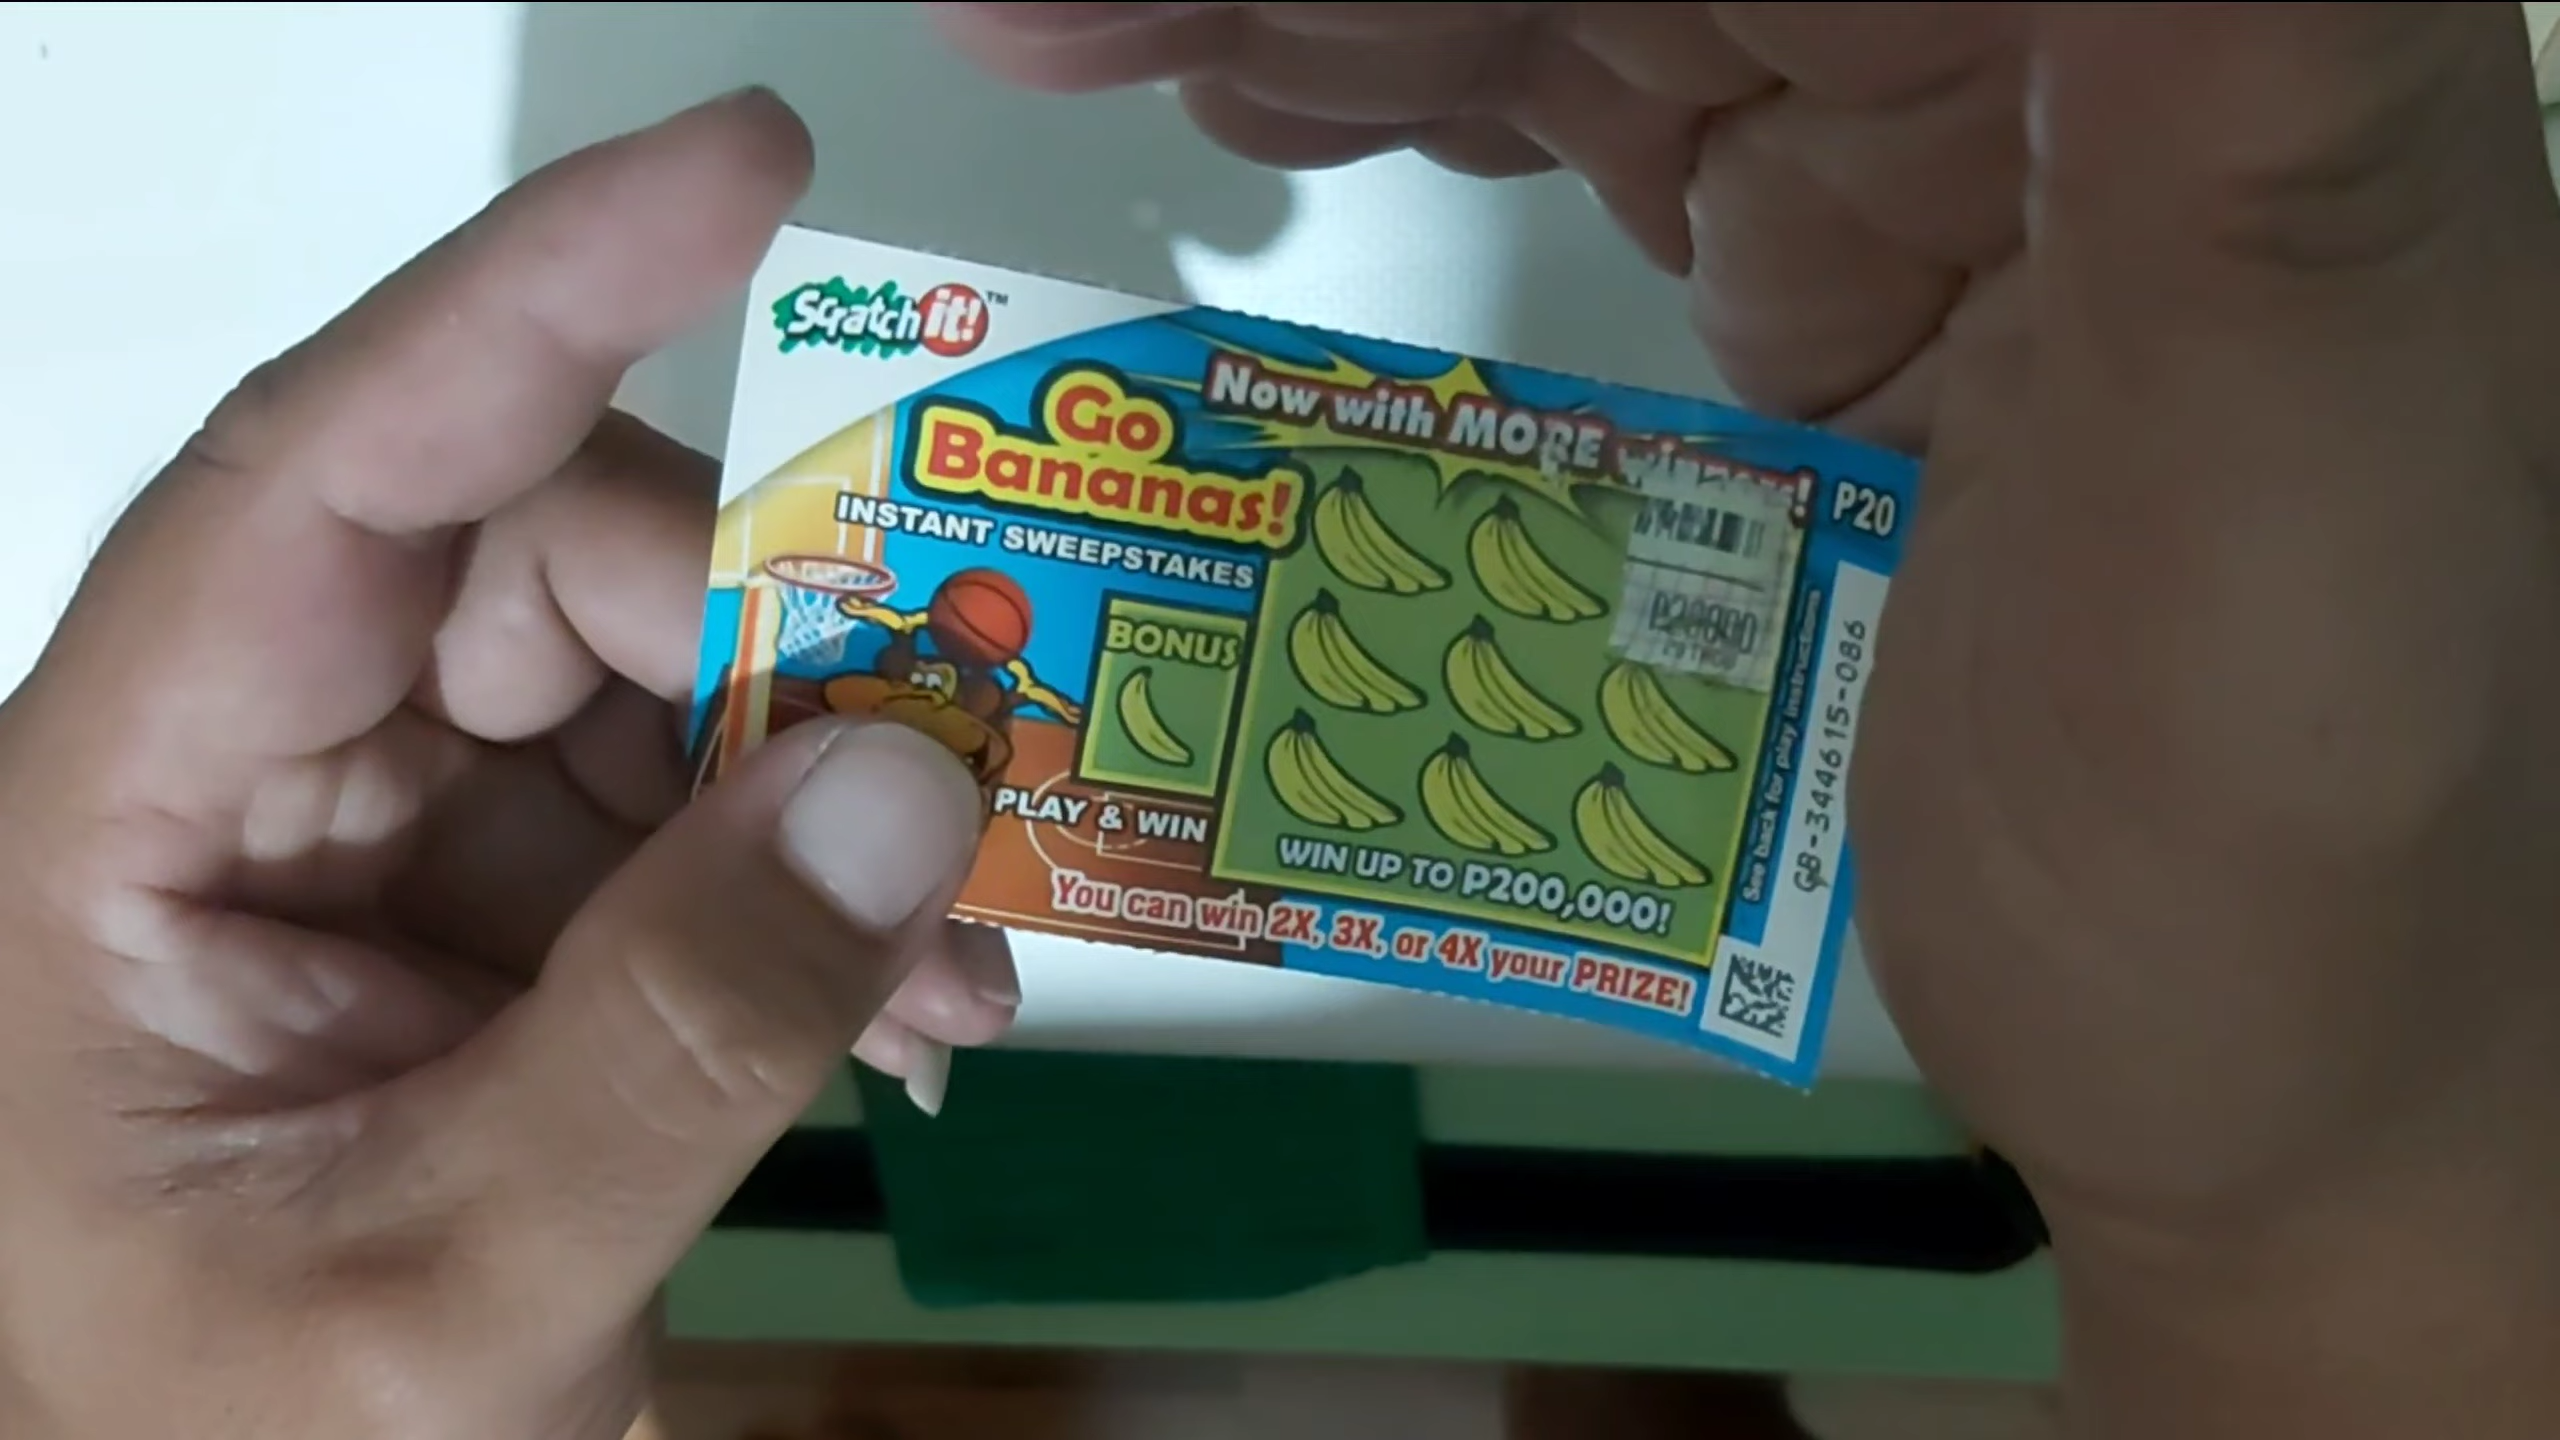 Scratch it!™
Go
Bananas!
INSTANT SWEEPSTAKES
BONUS
PLAY & WIN
Now with MORE winners!
P20
WIN UP TO P200,000!
You can win 2X, 3X, or 4X your PRIZE!
See back for play instructions
GB-344615-086